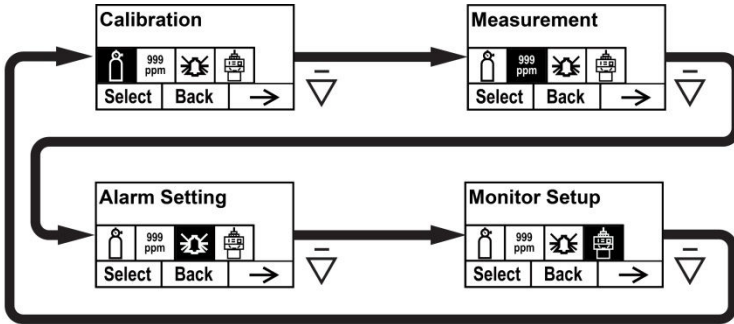 Calibration
999
ppm
Select Back →
Measurement
999
ppm
Select Back →
Alarm Setting
999
ppm
Select Back →
Monitor Setup
999
ppm
Select Back →